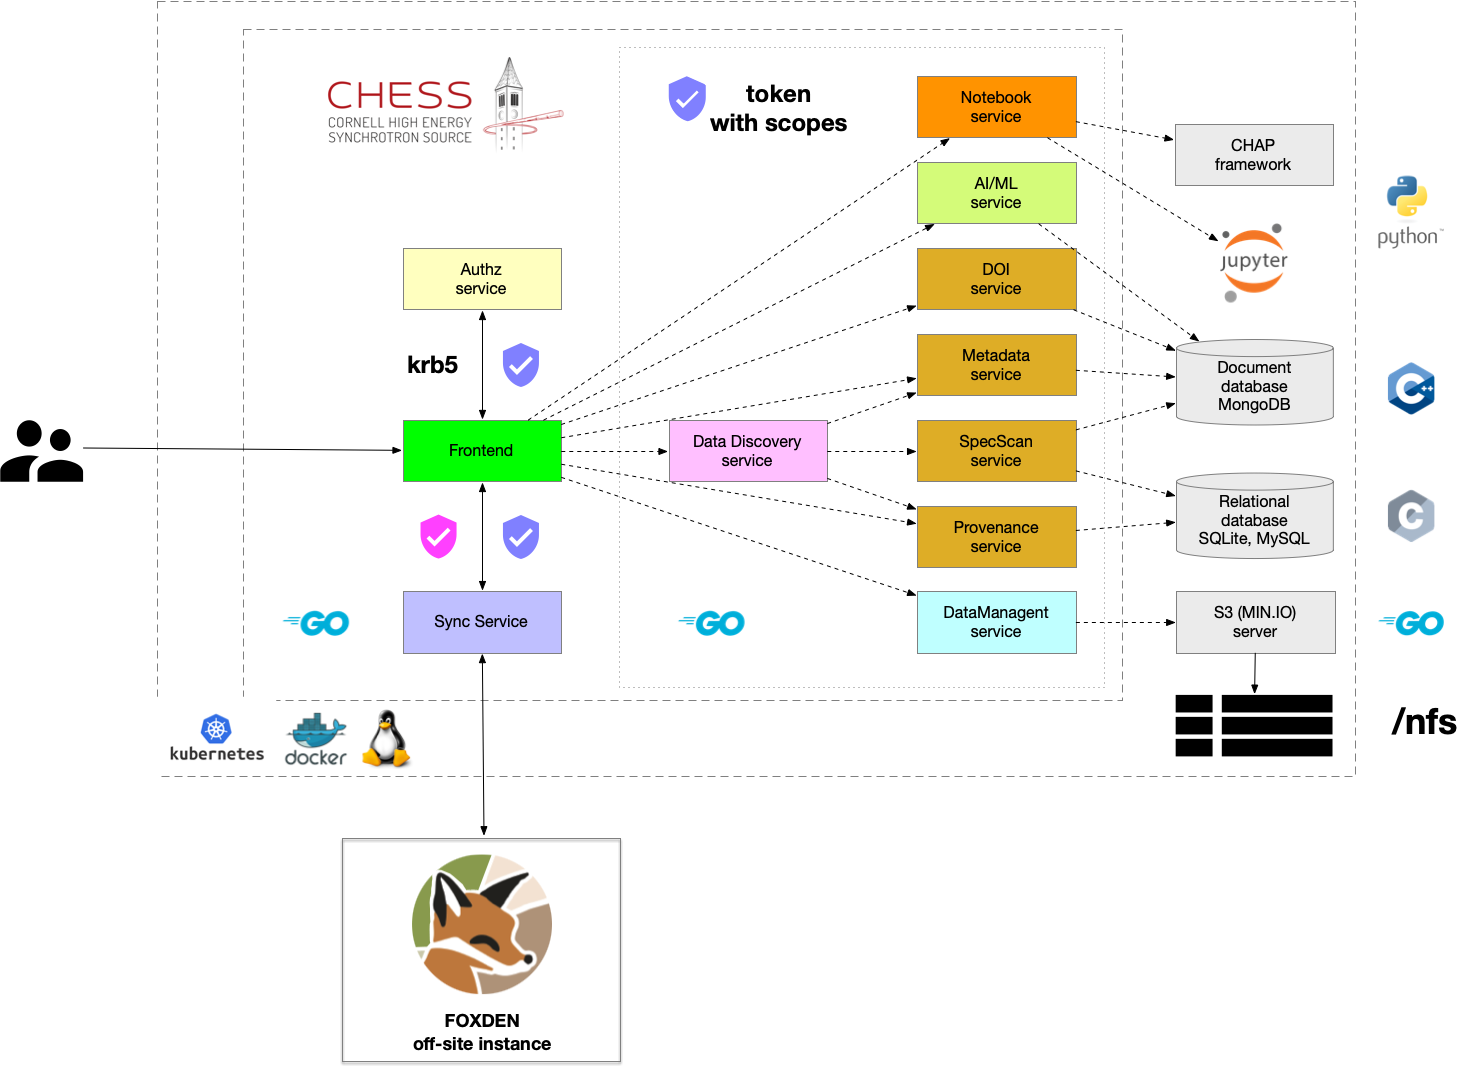 CHESS
CORNELL HIGH ENERGY
SYNCHROTRON SOURCE
token
with scopes
Notebook
service
CHAP
framework
AI/ML
service
python™
jupyter
Authz
service
DOI
service
krb5
Metadata
service
Document
database
MongoDB
C++
Frontend
Data Discovery
service
SpecScan
service
Relational
database
SQLite, MySQL
C
Provenance
service
GO
Sync Service
GO
DataManagent
service
S3 (MIN.IO)
server
GO
kubernetes
docker
/nfs
FOXDEN
off-site instance